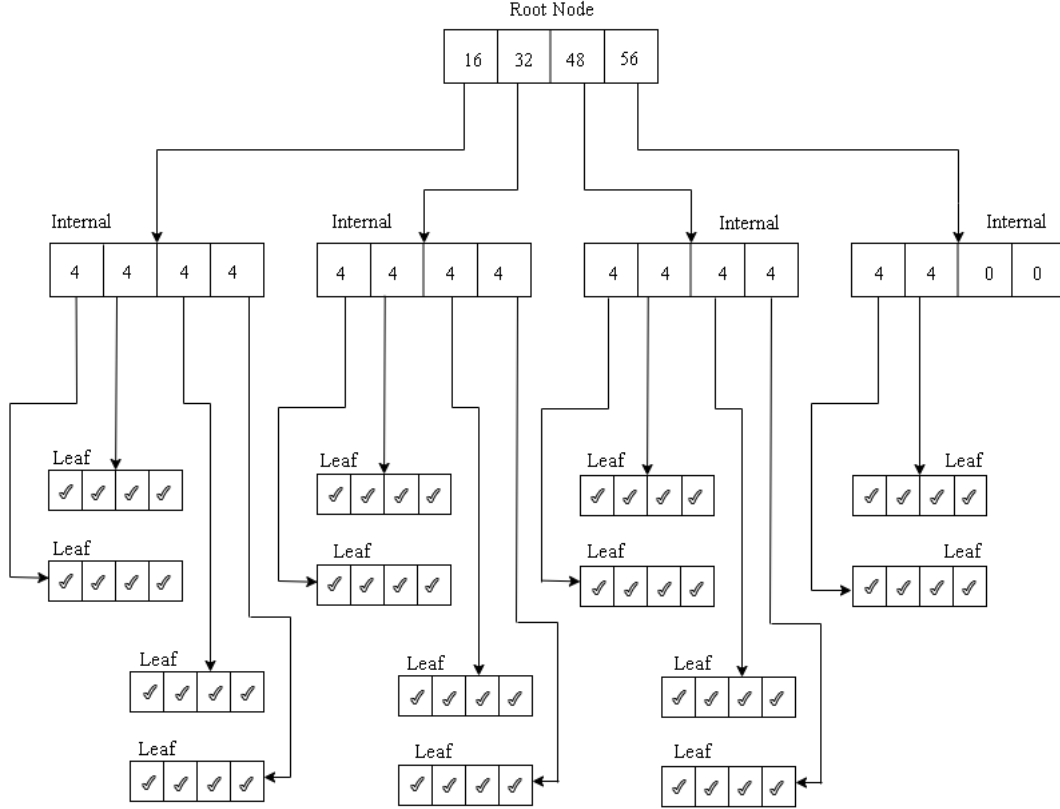 Root Node
16 32 48 56
Internal Internal Internal Internal
4 4 4 4 4 4 4 4 4 4 4 4 4 4 0 0
Leaf Leaf Leaf Leaf
Leaf Leaf Leaf Leaf
Leaf Leaf Leaf
Leaf Leaf Leaf